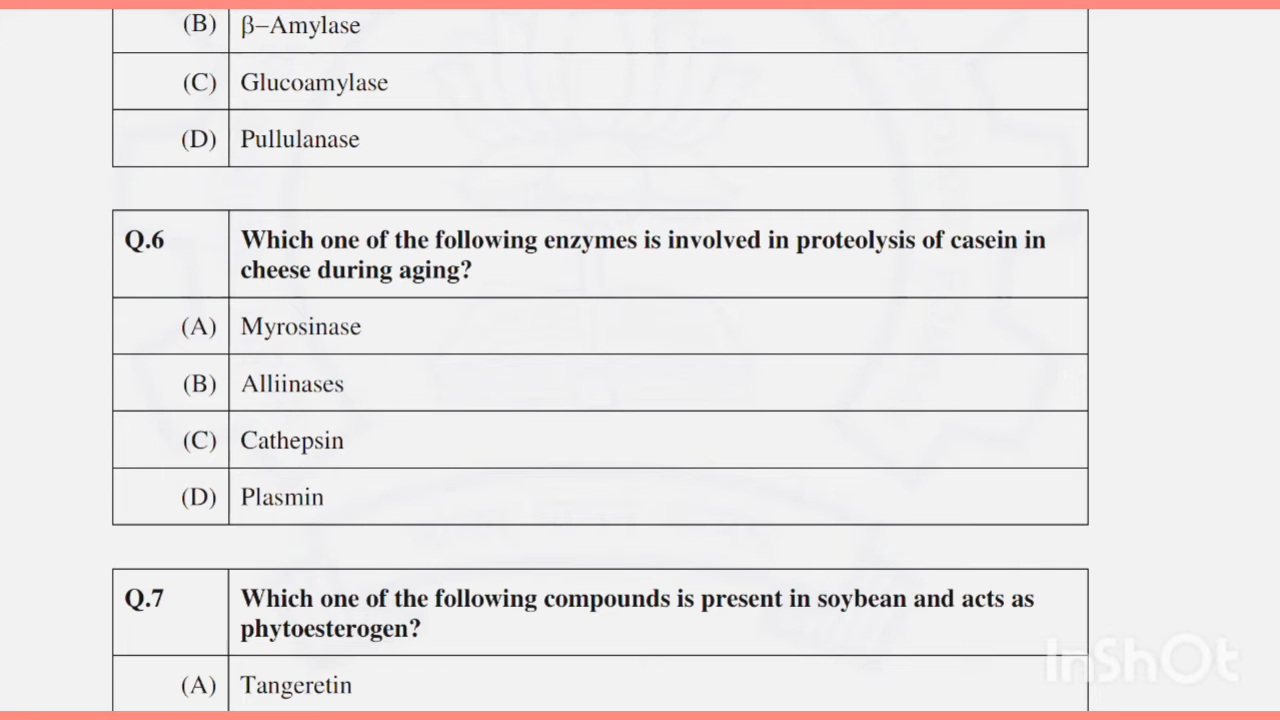 (B) β–Amylase
(C) Glucoamylase
(D) Pullulanase
Q.6 Which one of the following enzymes is involved in proteolysis of casein in
cheese during aging?
(A) Myrosinase
(B) Alliinases
(C) Cathepsin
(D) Plasmin
Q.7 Which one of the following compounds is present in soybean and acts as
phytoesterogen?
(A) Tangeretin
InShOt